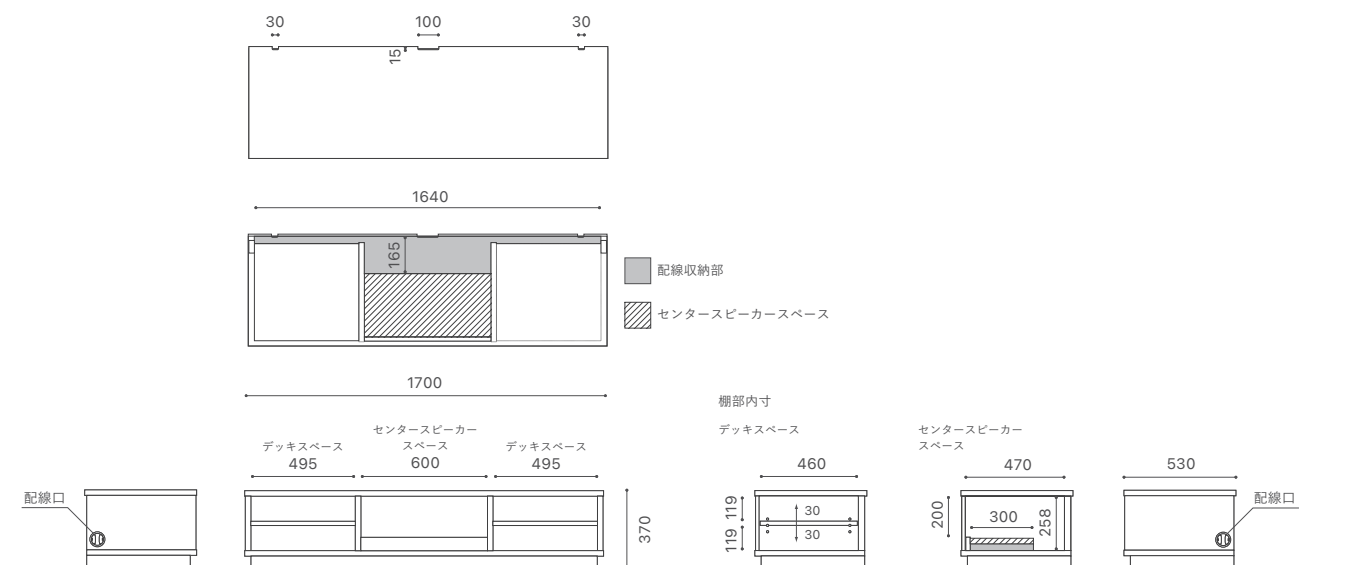 30
100
30
15
1640
165
配線収納部
センタースピーカースペース
1700
棚部内寸
デッキスペース
センタースピーカー
スペース
デッキスペース
デッキスペース
センタースピーカー
スペース
495
600
495
460
470
530
配線口
配線口
119
119
30
30
200
300
258
370